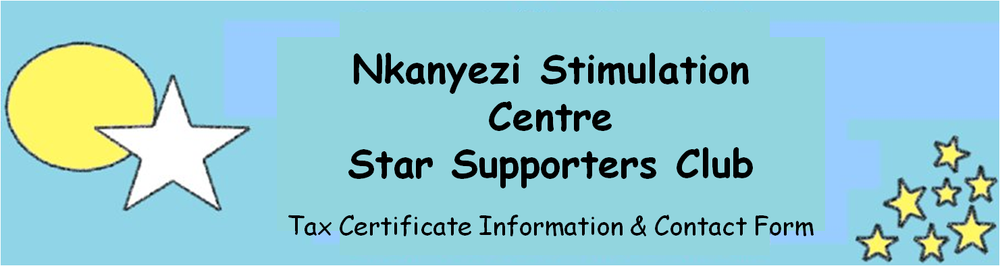 Nkanyezi Stimulation
Centre
Star Supporters Club
Tax Certificate Information & Contact Form